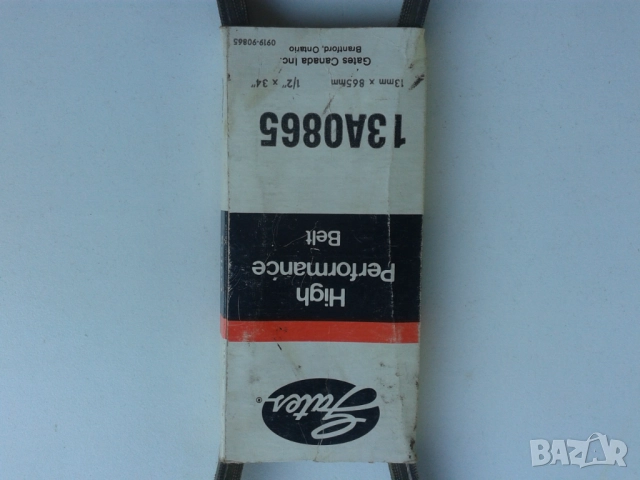 Gates®
High
Performance
Belt
13A0865
13mm x 865mm 1/2" x 34"
Gates Canada Inc.
Brantford, Ontario
0919-90865
BAZAR